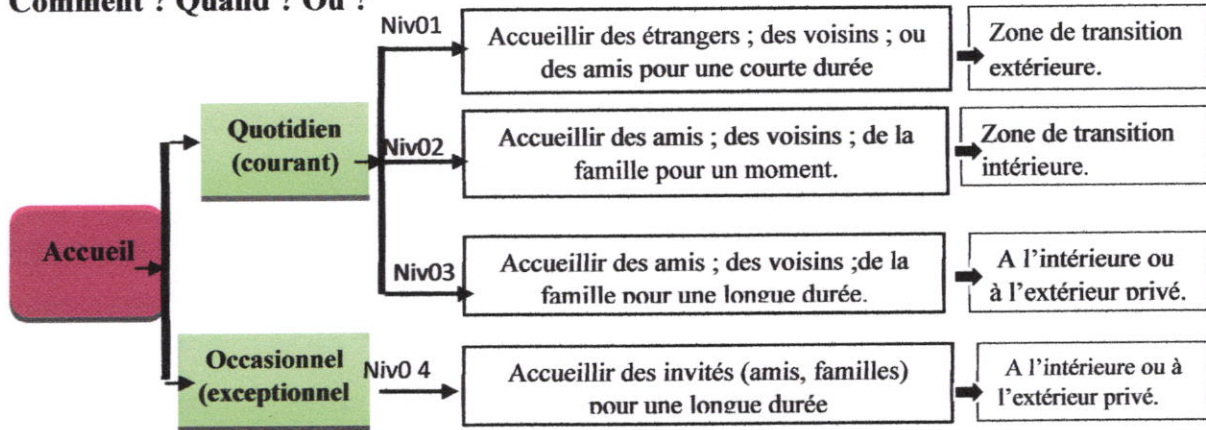 Comment ? Quand ? Où ?
Niv01
Accueillir des étrangers ; des voisins ; ou
des amis pour une courte durée
Zone de transition
extérieure.
Quotidien
(courant)
Niv02
Accueillir des amis ; des voisins ; de la
famille pour un moment.
Zone de transition
intérieure.
Accueil
Niv03
Accueillir des amis ; des voisins ;de la
famille pour une longue durée.
A l’intérieure ou
à l’extérieur privé.
Occasionnel
(exceptionnel
Niv0 4
Accueillir des invités (amis, familles)
pour une longue durée
A l’intérieure ou à
l’extérieur privé.